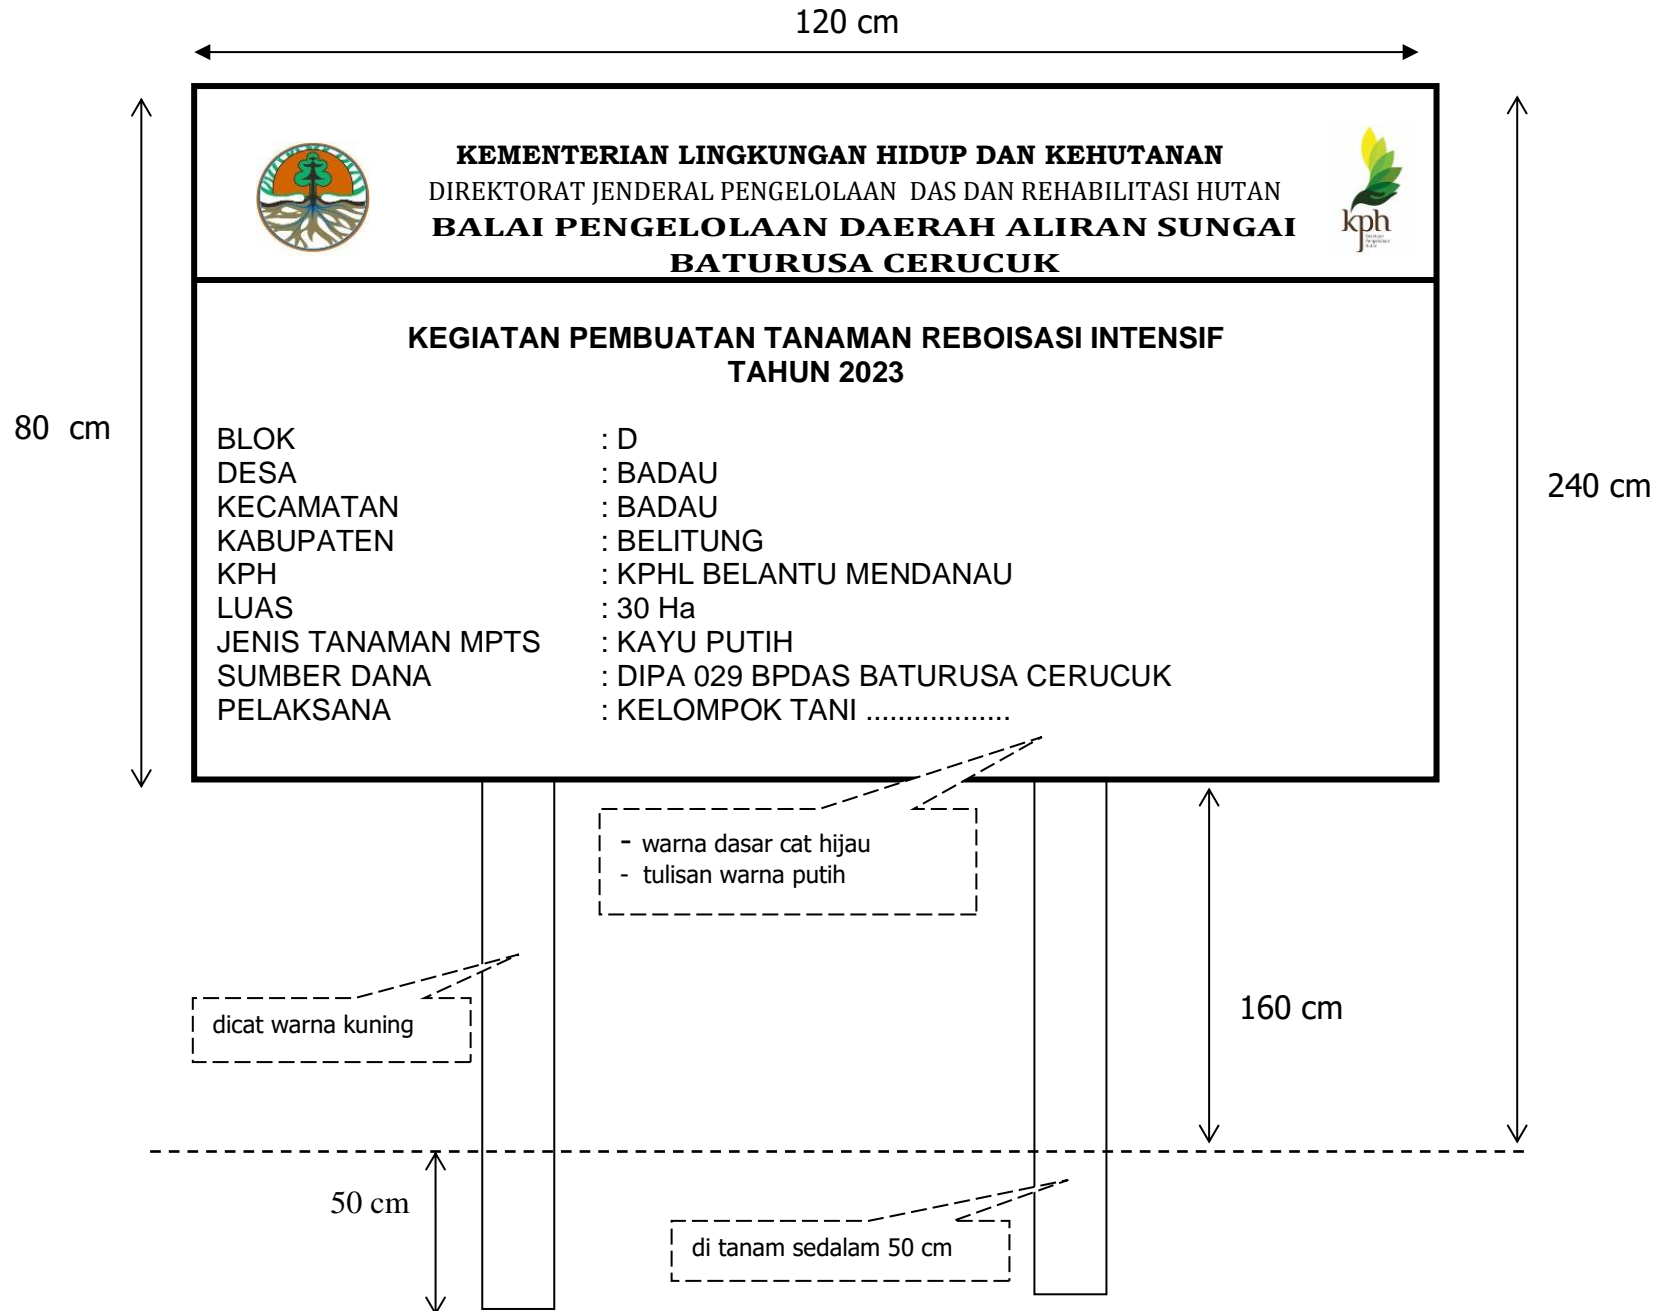 120 cm
KEMENTERIAN LINGKUNGAN HIDUP DAN KEHUTANAN
DIREKTORAT JENDERAL PENGELOLAAN DAS DAN REHABILITASI HUTAN
BALAI PENGELOLAAN DAERAH ALIRAN SUNGAI
BATURUSA CERUCUK
kph
KEGIATAN PEMBUATAN TANAMAN REBOISASI INTENSIF
TAHUN 2023
80 cm
BLOK : D
DESA : BADAU
KECAMATAN : BADAU
KABUPATEN : BELITUNG
KPH : KPHL BELANTU MENDANAU
LUAS : 30 Ha
JENIS TANAMAN MPTS : KAYU PUTIH
SUMBER DANA : DIPA 029 BPDAS BATURUSA CERUCUK
PELAKSANA : KELOMPOK TANI ..................
240 cm
- warna dasar cat hijau
- tulisan warna putih
dicat warna kuning
160 cm
50 cm
di tanam sedalam 50 cm